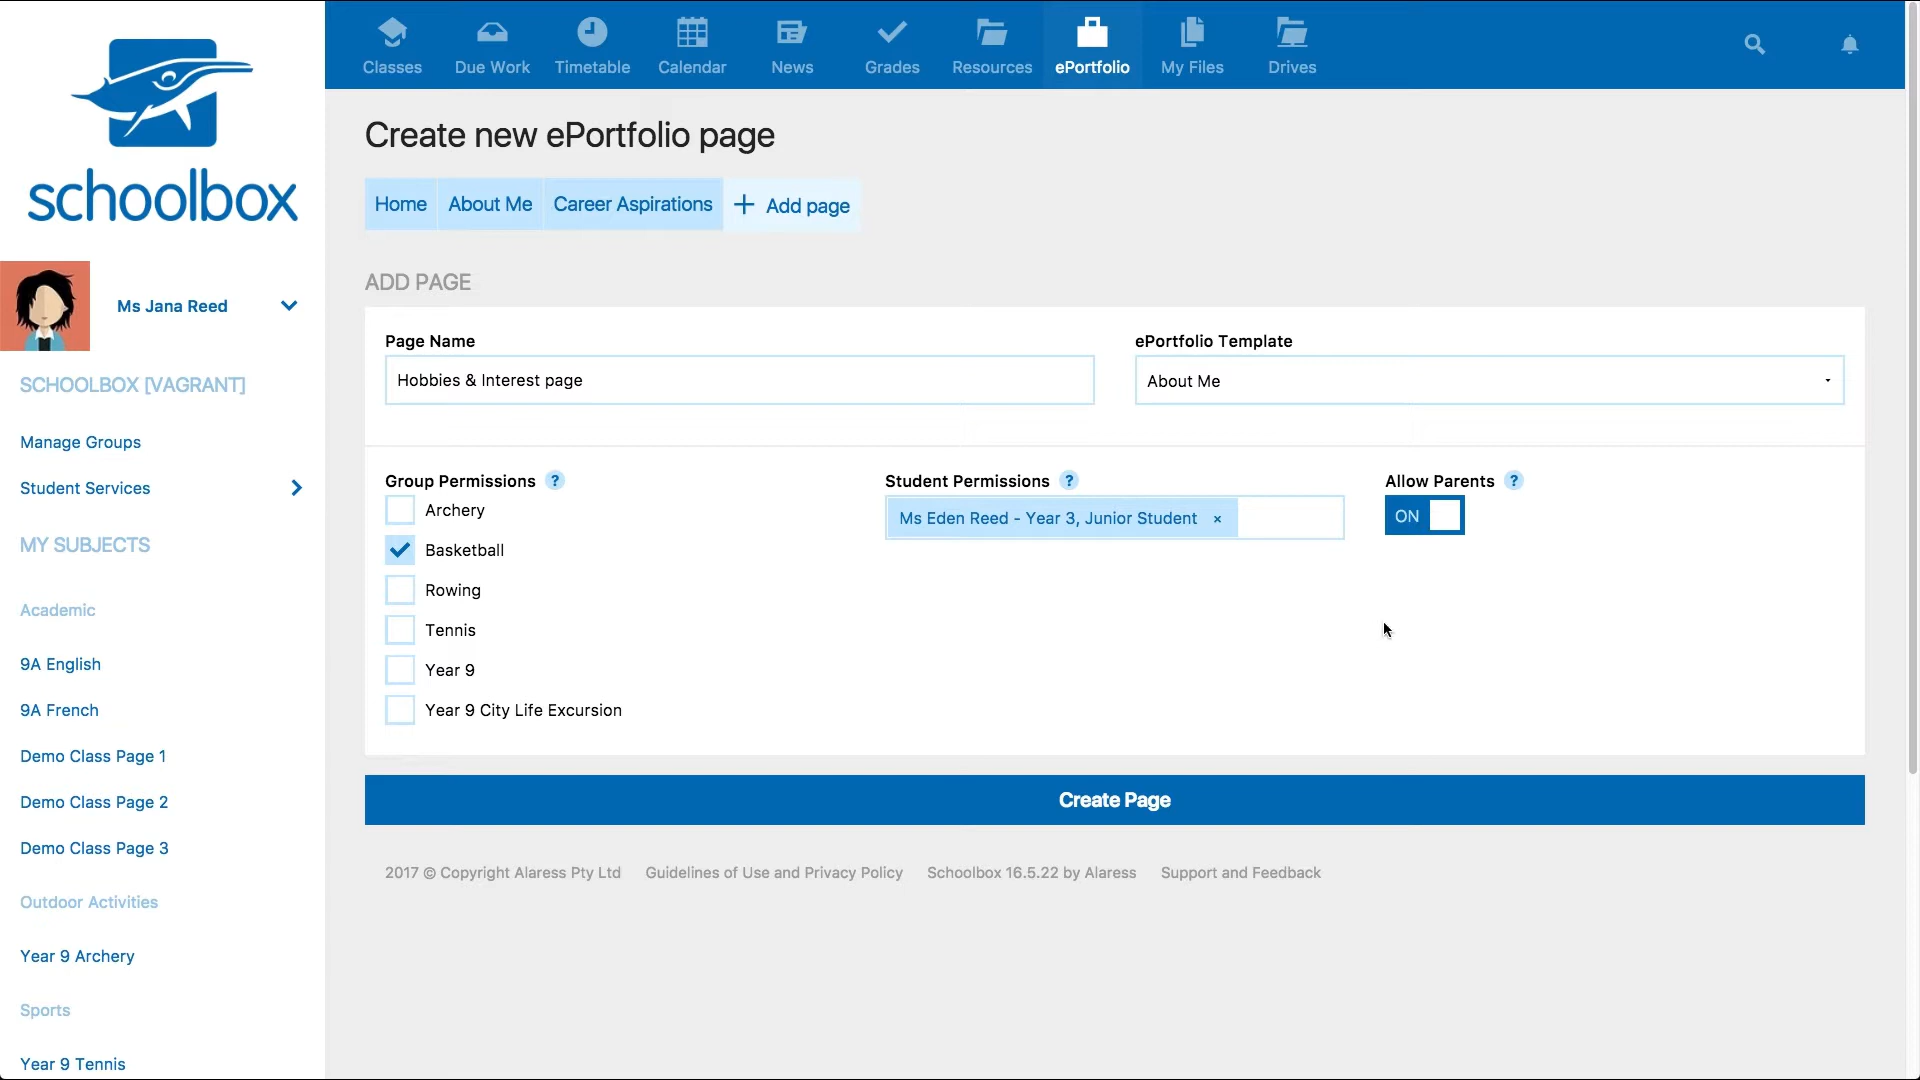 Classes
Due Work
Timetable
Calendar
News
Grades
Resources
ePortfolio
My Files
Drives
schoolbox
Ms Jana Reed
SCHOOLBOX [VAGRANT]
Manage Groups
Student Services
MY SUBJECTS
Academic
9A English
9A French
Demo Class Page 1
Demo Class Page 2
Demo Class Page 3
Outdoor Activities
Year 9 Archery
Sports
Year 9 Tennis
Create new ePortfolio page
Home
About Me
Career Aspirations
+ Add page
ADD PAGE
Page Name
Hobbies & Interest page
ePortfolio Template
About Me
Group Permissions ?
Archery
Basketball
Rowing
Tennis
Year 9
Year 9 City Life Excursion
Student Permissions ?
Ms Eden Reed - Year 3, Junior Student ×
Allow Parents ?
ON
Create Page
2017 © Copyright Alaress Pty Ltd
Guidelines of Use and Privacy Policy
Schoolbox 16.5.22 by Alaress
Support and Feedback